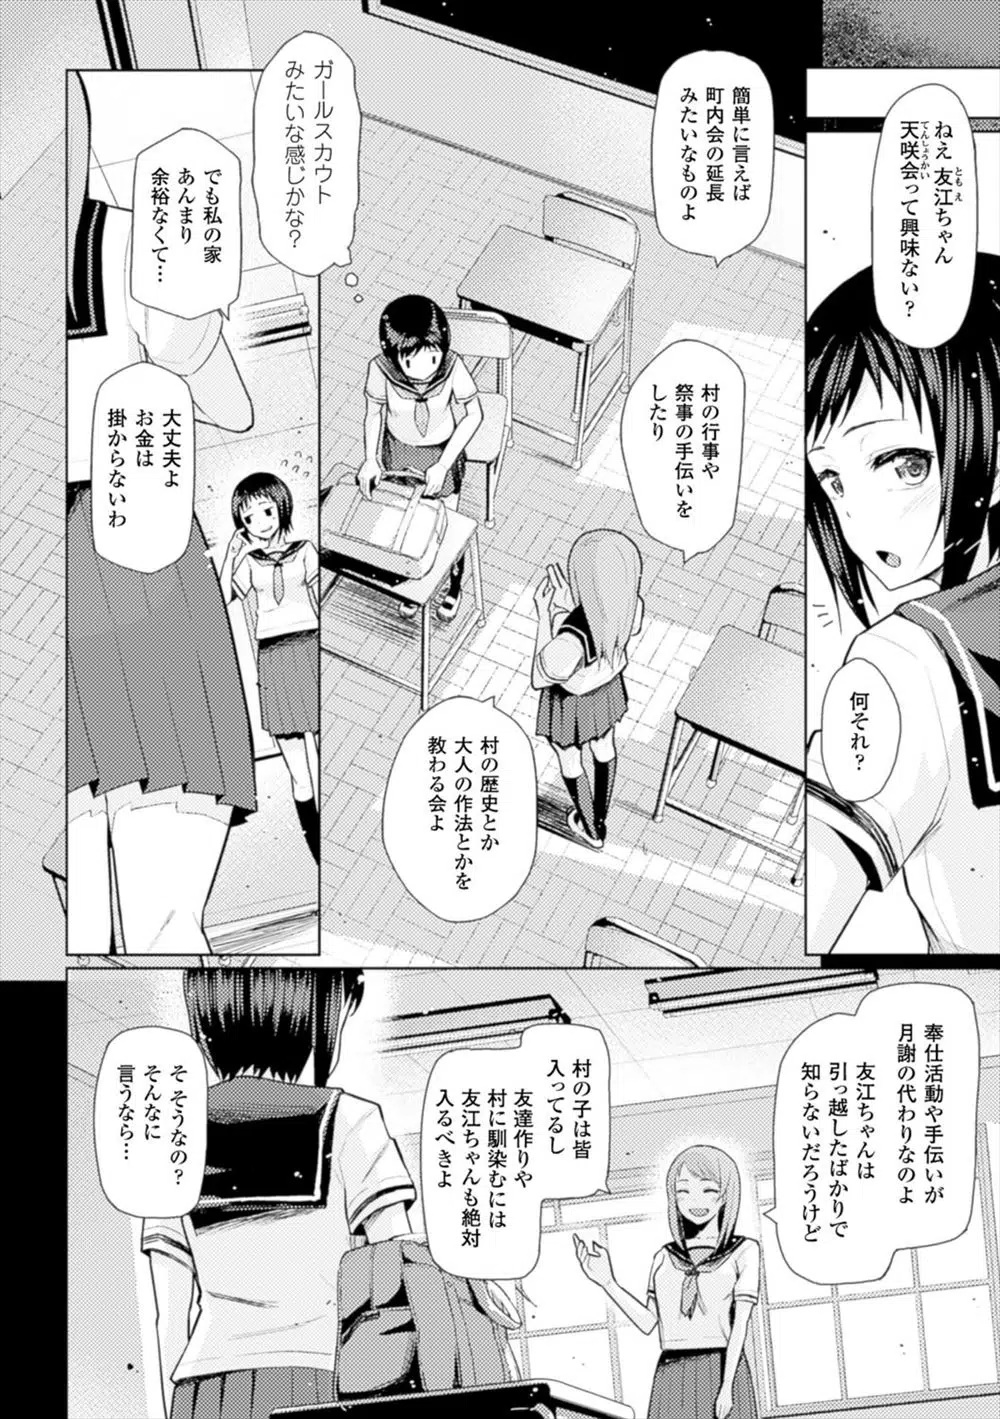 ねえ 友江ちゃん
ともえ
天咲会って興味ない？
てんしょうかい
何それ？
簡単に言えば
町内会の延長
みたいなものよ
村の行事や
祭事の手伝いを
したり
村の歴史とか
大人の作法とかを
教わる会よ
ガールスカウト
みたいな感じかな？
でも私の家
あんまり
余裕なくて…
大丈夫よ
お金は
掛からないわ
奉仕活動や手伝いが
月謝の代わりなのよ
友江ちゃんは
引っ越したばかりで
知らないだろうけど
村の子は皆
入ってるし
友達作りや
村に馴染むには
友江ちゃんも絶対
入るべきよ
そ そうなの？
そんなに
言うなら…